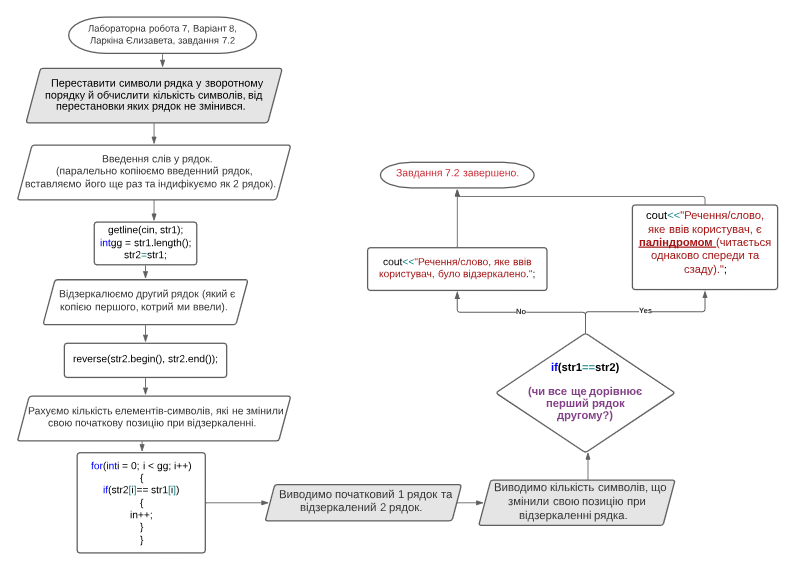 Лабораторна робота 7, Варіант 8,
Ларкіна Єлизавета, завдання 7.2
Переставити символи рядка у зворотному
порядку й обчислити кількість символів, від
перестановки яких рядок не змінився.
Введення слів у рядок.
(паралельно копіюємо введенний рядок,
вставляємо його ще раз та індифікуємо як 2 рядок).
getline(cin, str1);
intgg = str1.length();
str2=str1;
Відзеркалюємо другий рядок (який є
копією першого, котрий ми ввели).
reverse(str2.begin(), str2.end());
Рахуємо кількість елементів-символів, які не змінили
свою початкову позицію при відзеркаленні.
for(inti = 0; i < gg; i++)
{
if(str2[i]== str1[i])
{
in++;
}
}
Виводимо початковий 1 рядок та
відзеркалений 2 рядок.
Виводимо кількість символів, що
змінили свою позицію при
відзеркаленні рядка.
if(str1==str2)
(чи все ще дорівнює
перший рядок
другому?)
No
Yes
cout<<"Речення/слово, яке ввів
користувач, було відзеркалено.";
cout<<"Речення/слово,
яке ввів користувач, є
паліндромом (читається
однаково спереди та
ззаду).";
Завдання 7.2 завершено.